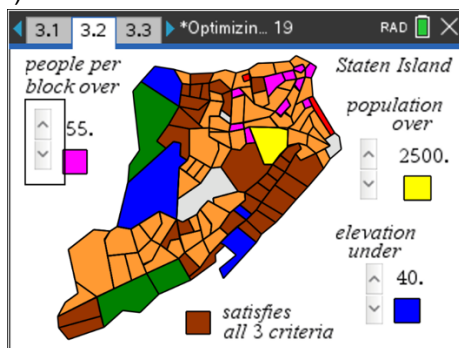 )
3.1 3.2 3.3 *Optimizin... 19 RAD
people per
block over
55.
Staten Island
population
over
2500.
elevation
under
40.
satisfies
all 3 criteria